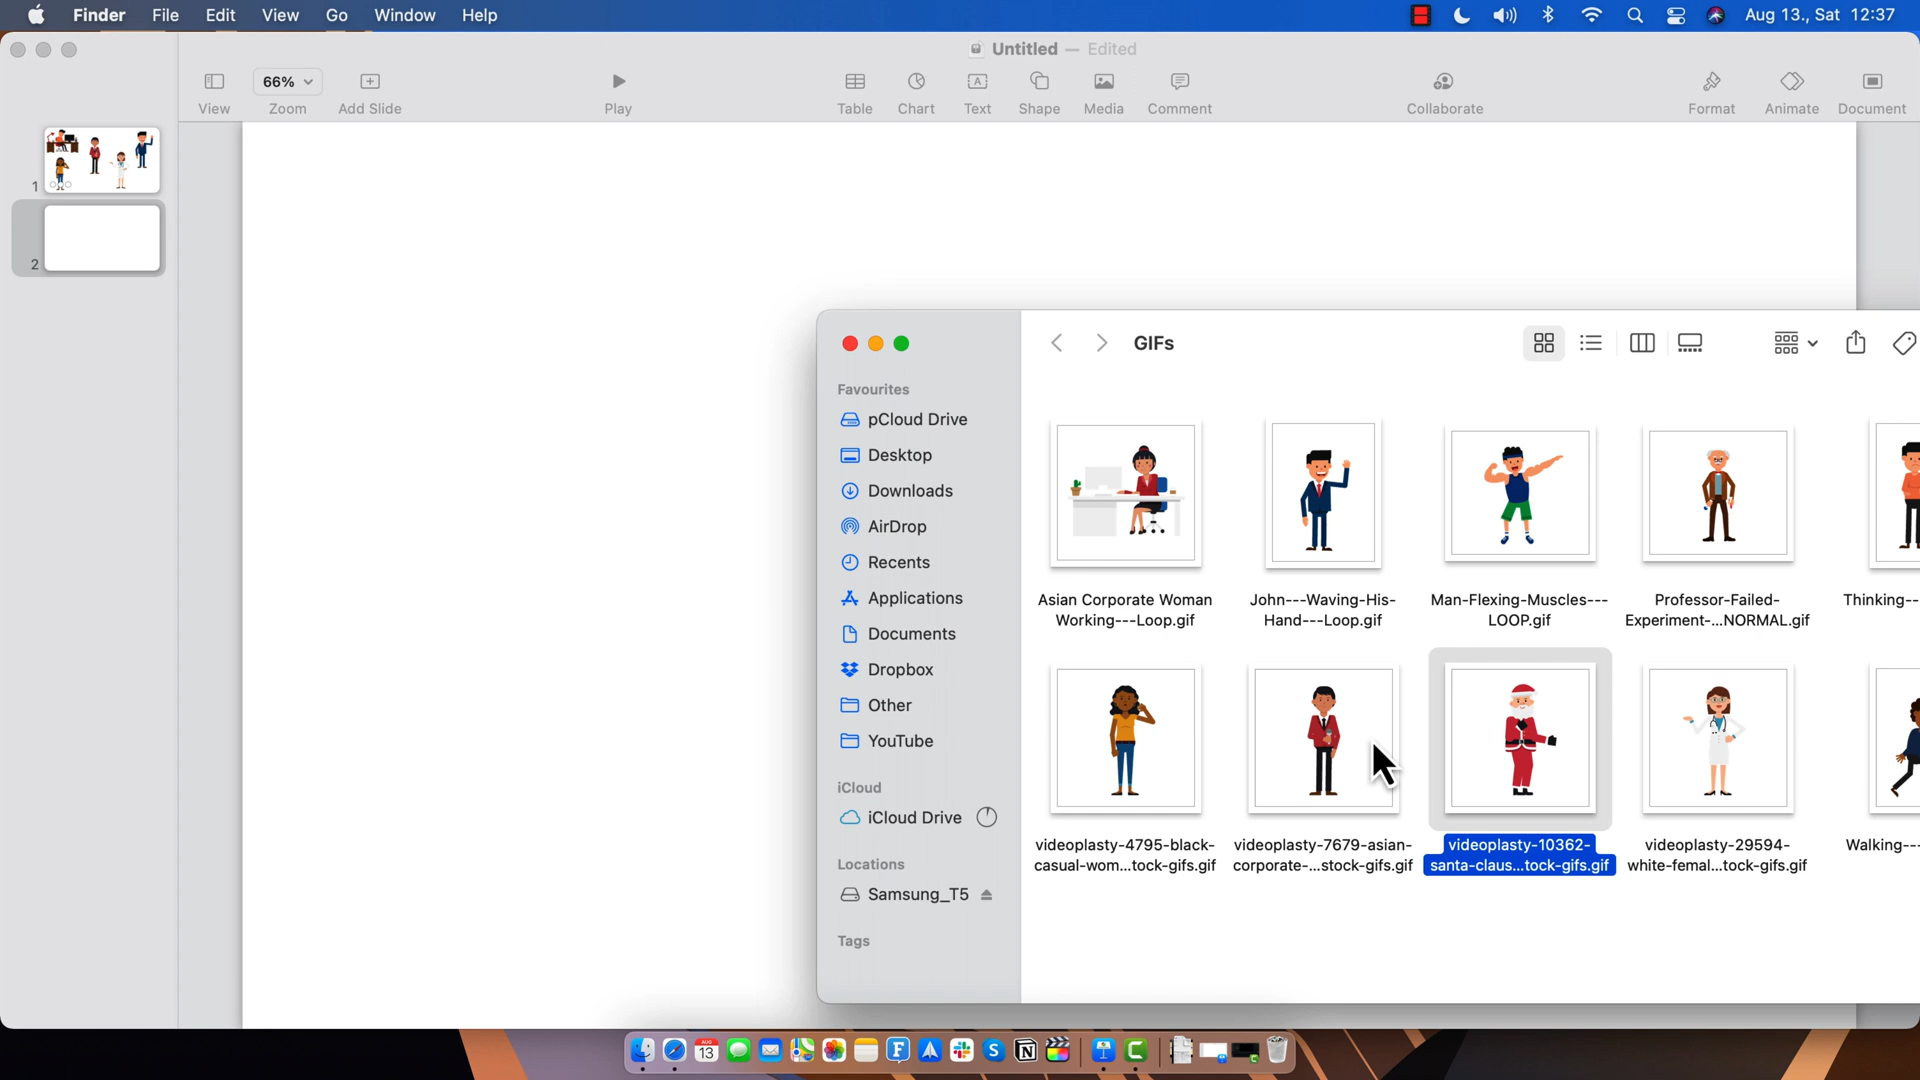 Finder File Edit View Go Window Help Aug 13., Sat 12:37
Untitled — Edited
66%
View Zoom Add Slide Play Table Chart Text Shape Media Comment Collaborate Format Animate Document
1
2
GIFs
Favourites
pCloud Drive
Desktop
Downloads
AirDrop
Recents
Applications
Documents
Dropbox
Other
YouTube
iCloud
iCloud Drive
Locations
Samsung_T5
Tags
Asian Corporate Woman
Working---Loop.gif
John---Waving-His-
Hand---Loop.gif
Man-Flexing-Muscles---
LOOP.gif
Professor-Failed-
Experiment-...NORMAL.gif
Thinking--
videoplasty-4795-black-
casual-wom...tock-gifs.gif
videoplasty-7679-asian-
corporate-...stock-gifs.gif
videoplasty-10362-
santa-claus...tock-gifs.gif
videoplasty-29594-
white-femal...tock-gifs.gif
Walking--
AUG
13